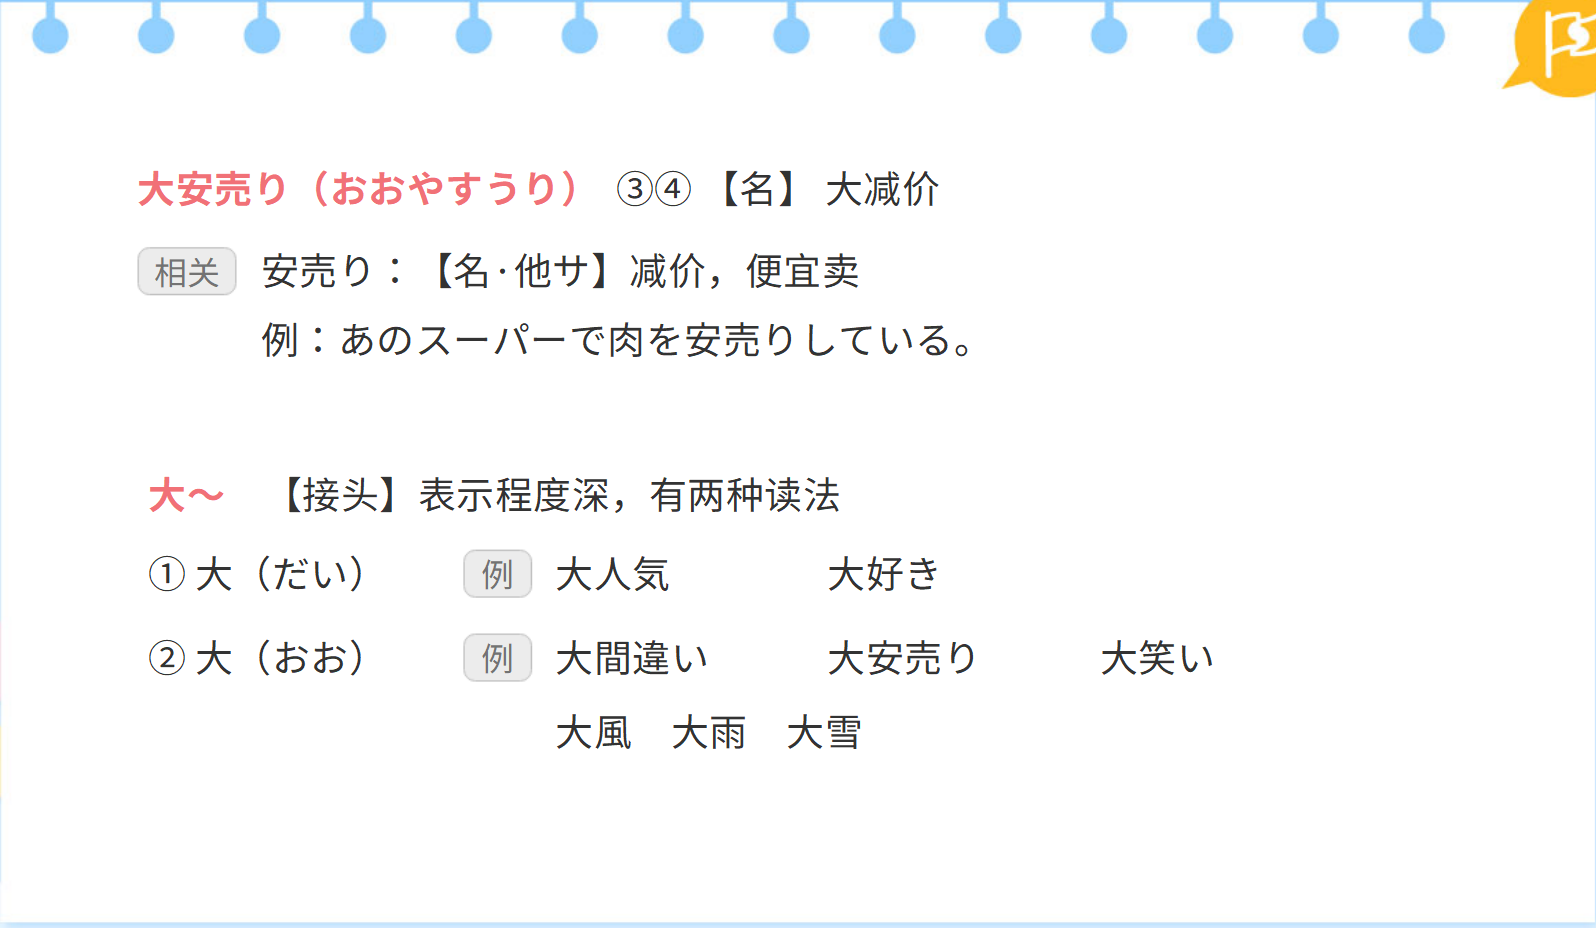 大安売り（おおやすうり） ③④ 【名】 大减价
相关 安売り：【名·他サ】减价，便宜卖
例：あのスーパーで肉を安売りしている。
大～ 【接头】表示程度深，有两种读法
① 大（だい） 例 大人気 大好き
② 大（おお） 例 大間違い 大安売り 大笑い
大風 大雨 大雪